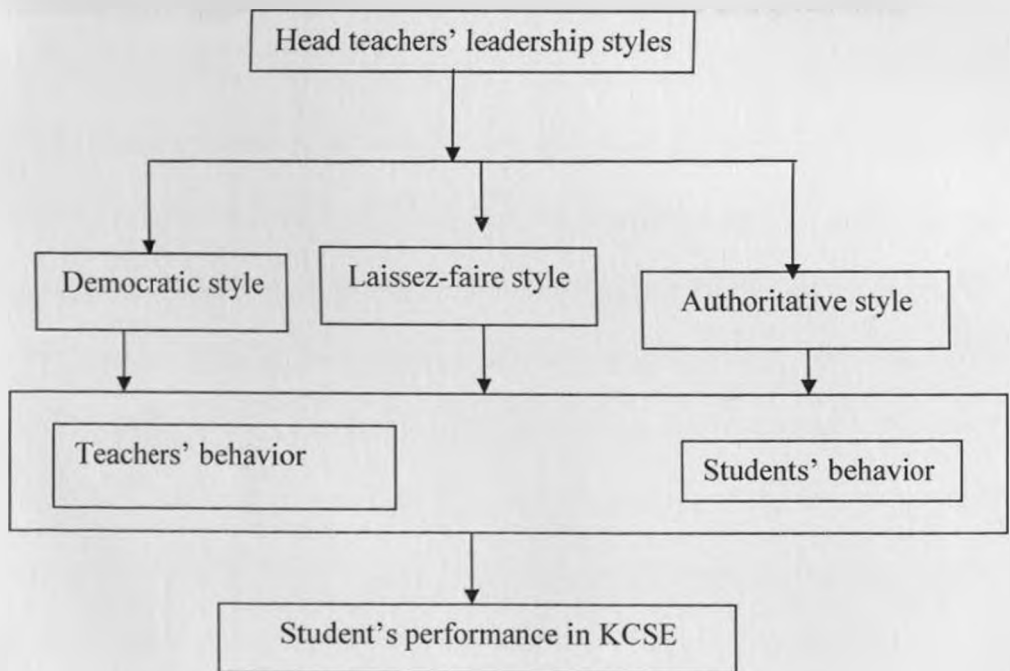 Head teachers’ leadership styles
Democratic style
Laissez-faire style
Authoritative style
Teachers’ behavior
Students’ behavior
Student’s performance in KCSE